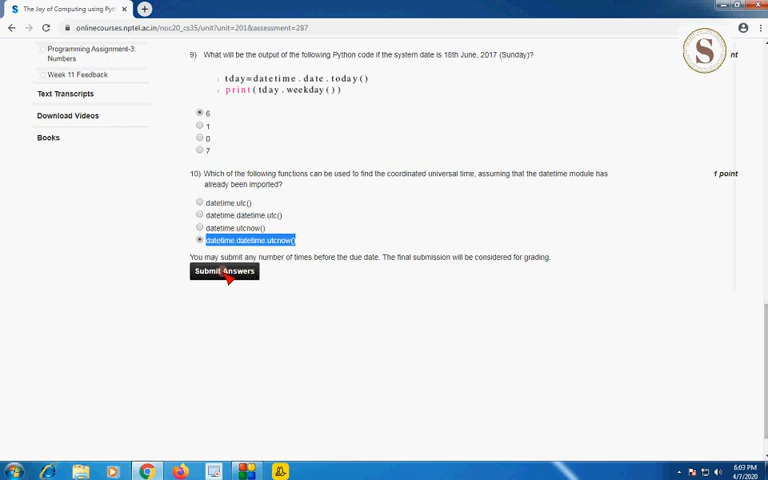 S The Joy of Computing using Pyt × +
onlinecourses.nptel.ac.in/noc20_cs35/unit?unit=201&assessment=287
Programming Assignment-3:
Numbers
Week 11 Feedback
Text Transcripts
Download Videos
Books
9) What will be the output of the following Python code if the system date is 18th June, 2017 (Sunday)?
nt
1 tday=datetime.date.today()
2 print(tday.weekday())
6
1
0
7
10) Which of the following functions can be used to find the coordinated universal time, assuming that the datetime module has
already been imported?
1 point
datetime.utc()
datetime.datetime.utc()
datetime.utcnow()
datetime.datetime.utcnow()
You may submit any number of times before the due date. The final submission will be considered for grading.
Submit Answers
S
6:03 PM
4/7/2020